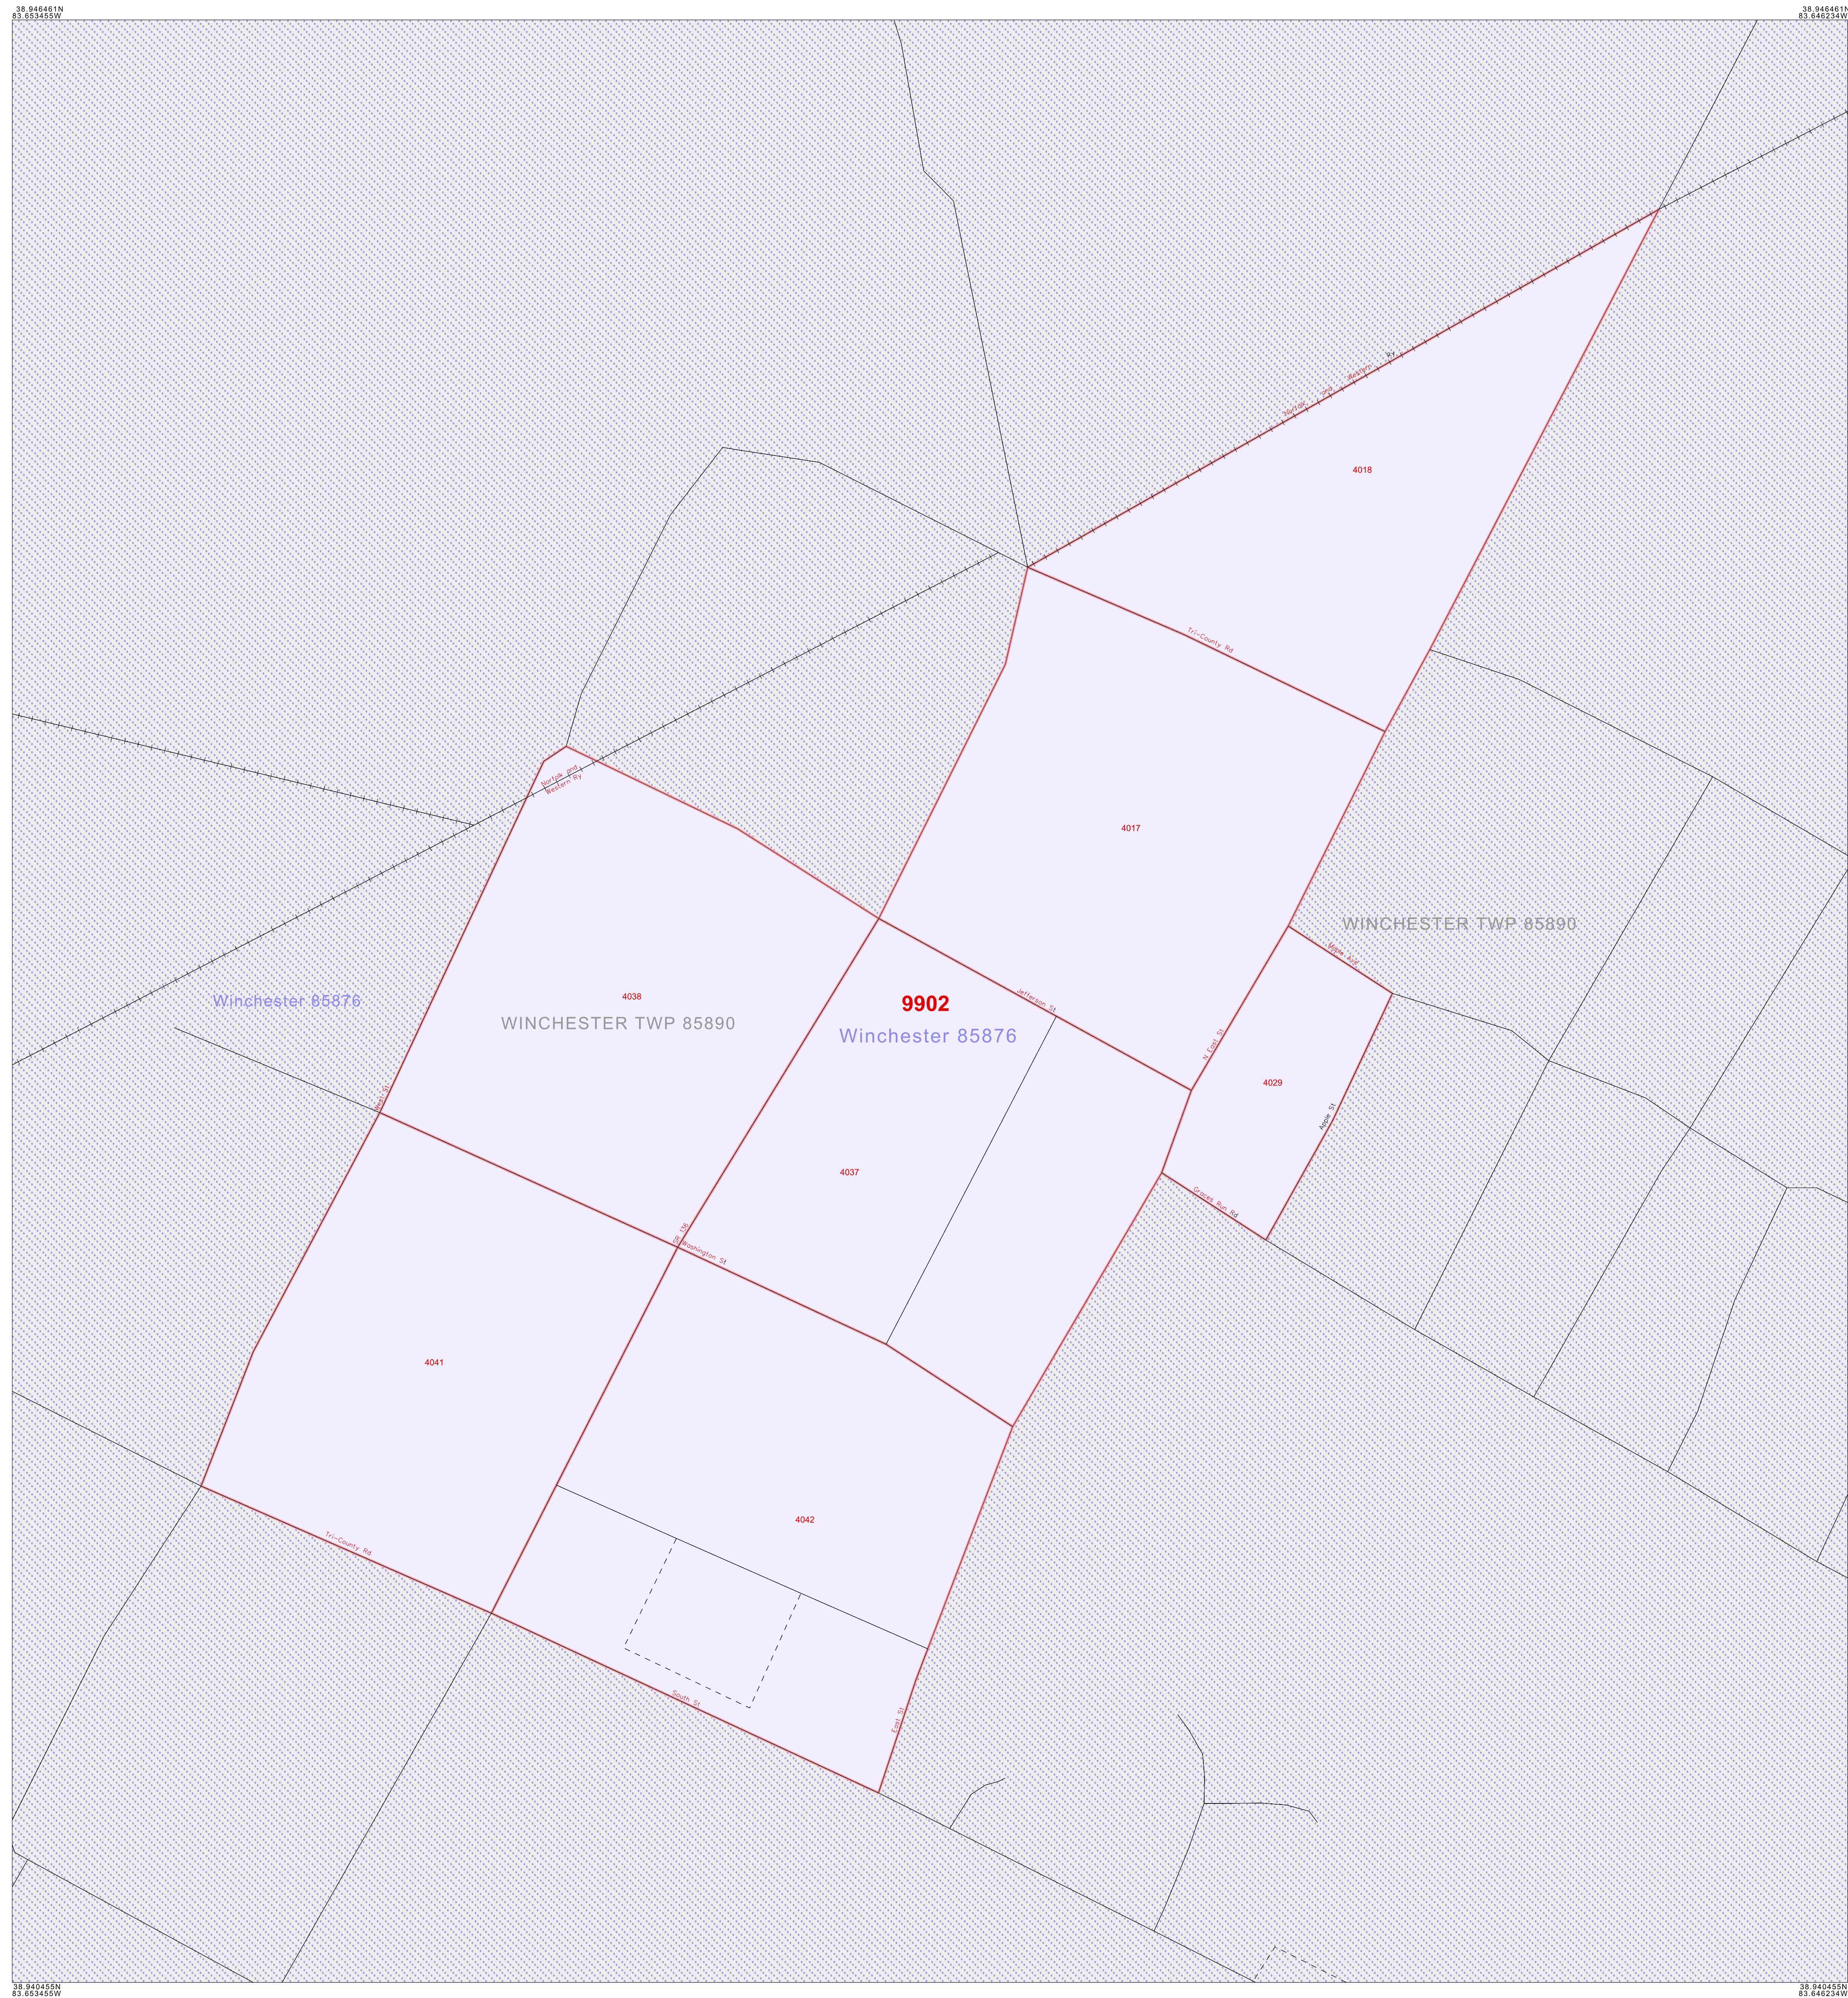 38.946461N
83.653455W
38.946461N
83.646234W
Ry
Norfolk and Western
4018
Tri-County Rd
Norfolk and
Western Ry
4017
WINCHESTER TWP 85890
Maple Ave
Winchester 85876
4038
9902
Jefferson St
WINCHESTER TWP 85890
Winchester 85876
N East St
4029
West St
Apple St
4037
Graces Run Rd
SR 136
Washington St
4041
4042
Tri-County Rd
South St
East St
38.940455N
83.653455W
38.940455N
83.646234W